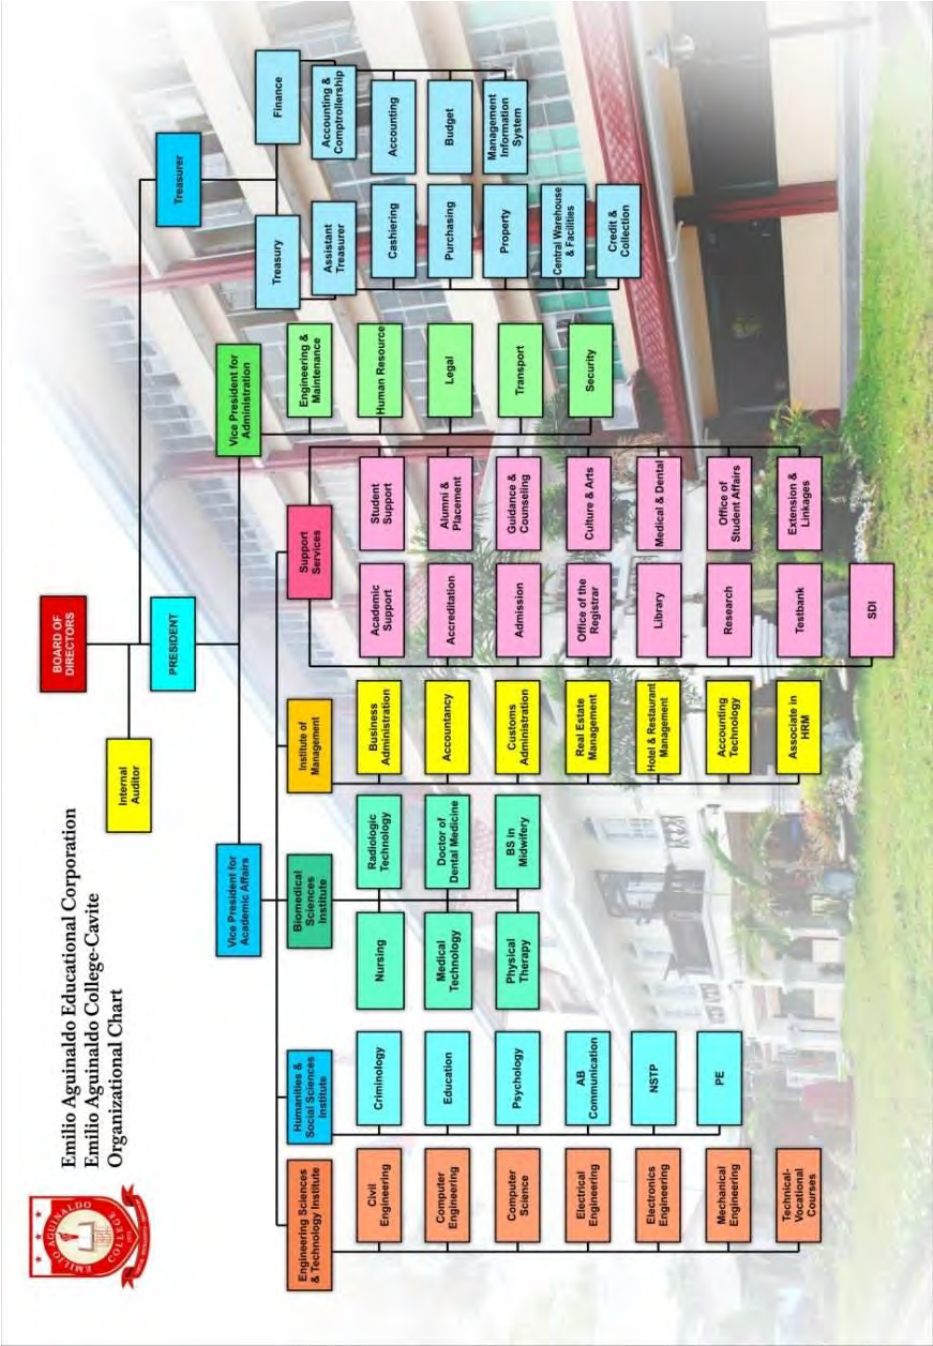 Emilio Aguinaldo Educational Corporation
Emilio Aguinaldo College-Cavite
Organizational Chart
EMILIO AGUINALDO
COLLEGE
BOARD OF
DIRECTORS
Internal
Auditor
PRESIDENT
Treasurer
Vice President for
Academic Affairs
Vice President for
Administration
Treasury
Finance
Engineering Sciences
& Technology Institute
Civil
Engineering
Computer
Engineering
Computer
Science
Electrical
Engineering
Electronics
Engineering
Mechanical
Engineering
Technical-
Vocational
Courses
Humanities &
Social Sciences
Institute
Criminology
Education
Psychology
AB
Communication
NSTP
PE
Biomedical
Sciences
Institute
Nursing
Radiologic
Technology
Medical
Technology
Doctor of
Dental Medicine
Physical
Therapy
BS in
Midwifery
Institute of
Management
Business
Administration
Accountancy
Customs
Administration
Real Estate
Management
Hotel & Restaurant
Management
Accounting
Technology
Associate in
HRM
Support
Services
Academic
Support
Student
Support
Accreditation
Alumni &
Placement
Admission
Guidance &
Counseling
Office of the
Registrar
Culture & Arts
Library
Medical & Dental
Research
Office of
Student Affairs
Testbank
Extension &
Linkages
SDI
Engineering &
Maintenance
Human Resource
Legal
Transport
Security
Assistant
Treasurer
Cashiering
Purchasing
Property
Central Warehouse
& Facilities
Credit &
Collection
Accounting &
Comptrollership
Accounting
Budget
Management
Information
System